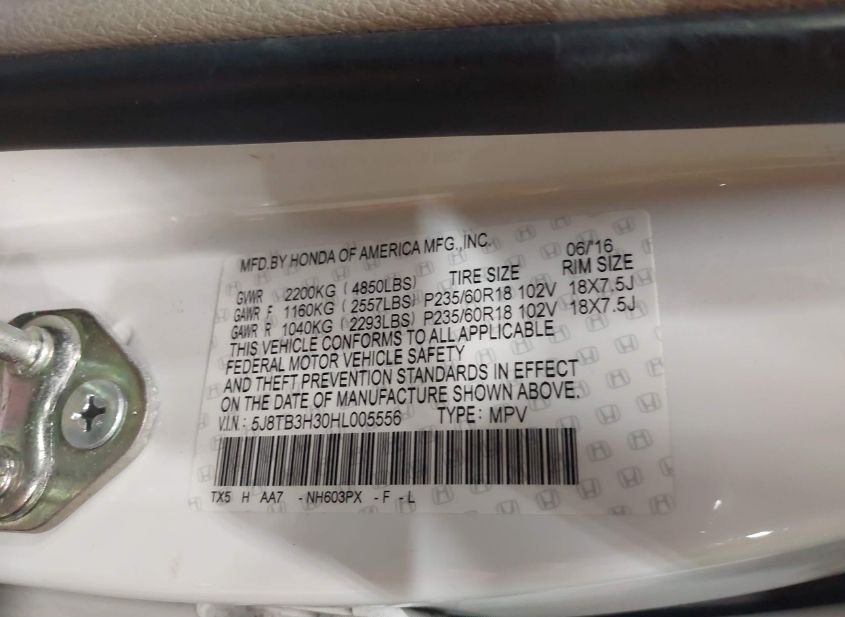 MFD.BY HONDA OF AMERICA MFG.,INC. 06/'16
GVWR 2200KG (4850LBS) TIRE SIZE RIM SIZE
GAWR F 1160KG (2557LBS) P235/60R18 102V 18X7.5J
GAWR R 1040KG (2293LBS) P235/60R18 102V 18X7.5J
THIS VEHICLE CONFORMS TO ALL APPLICABLE
FEDERAL MOTOR VEHICLE SAFETY
AND THEFT PREVENTION STANDARDS IN EFFECT
ON THE DATE OF MANUFACTURE SHOWN ABOVE.
V.I.N.: 5J8TB3H30HL005556 TYPE: MPV
TX5 H AA7 -NH603PX -F -L